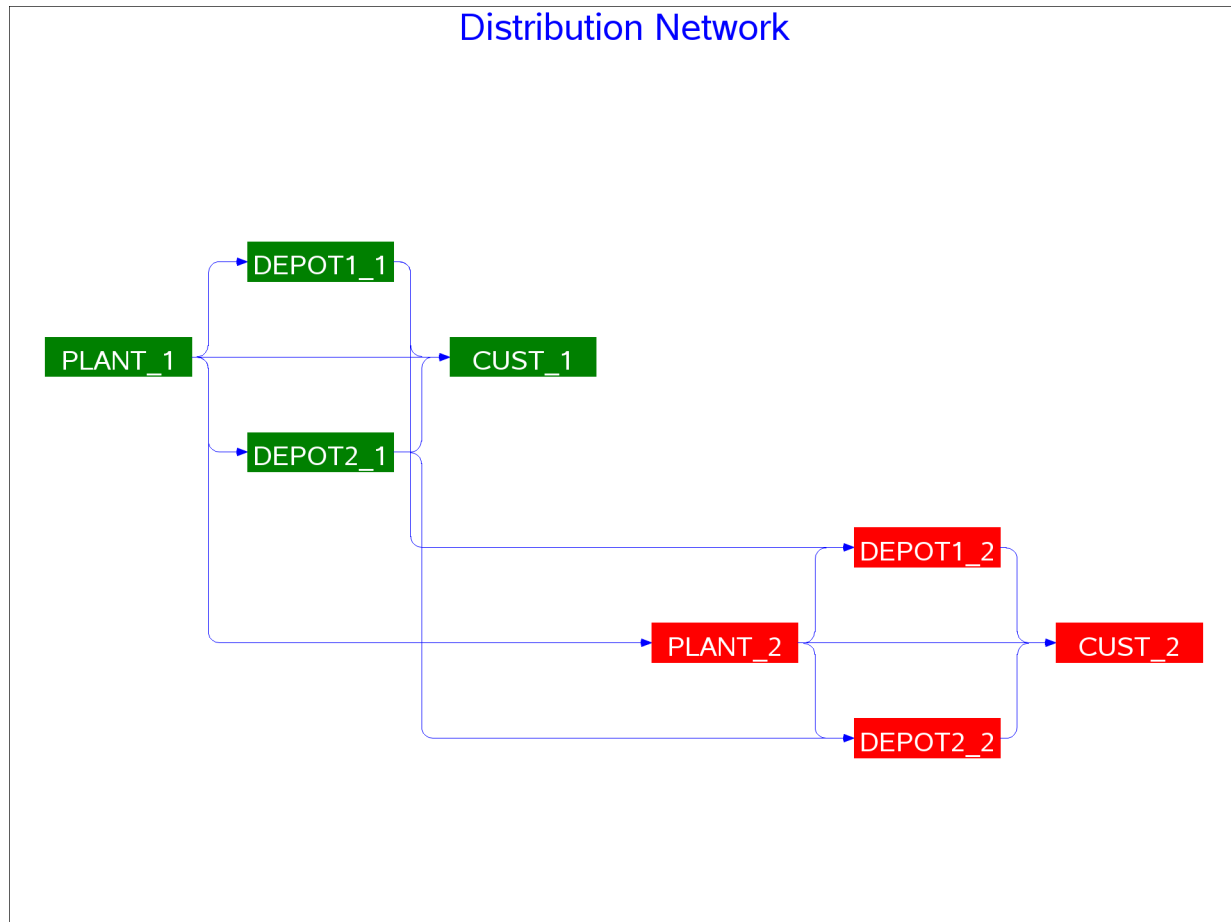 Distribution Network
DEPOT1_1
PLANT_1
CUST_1
DEPOT2_1
DEPOT1_2
PLANT_2
CUST_2
DEPOT2_2